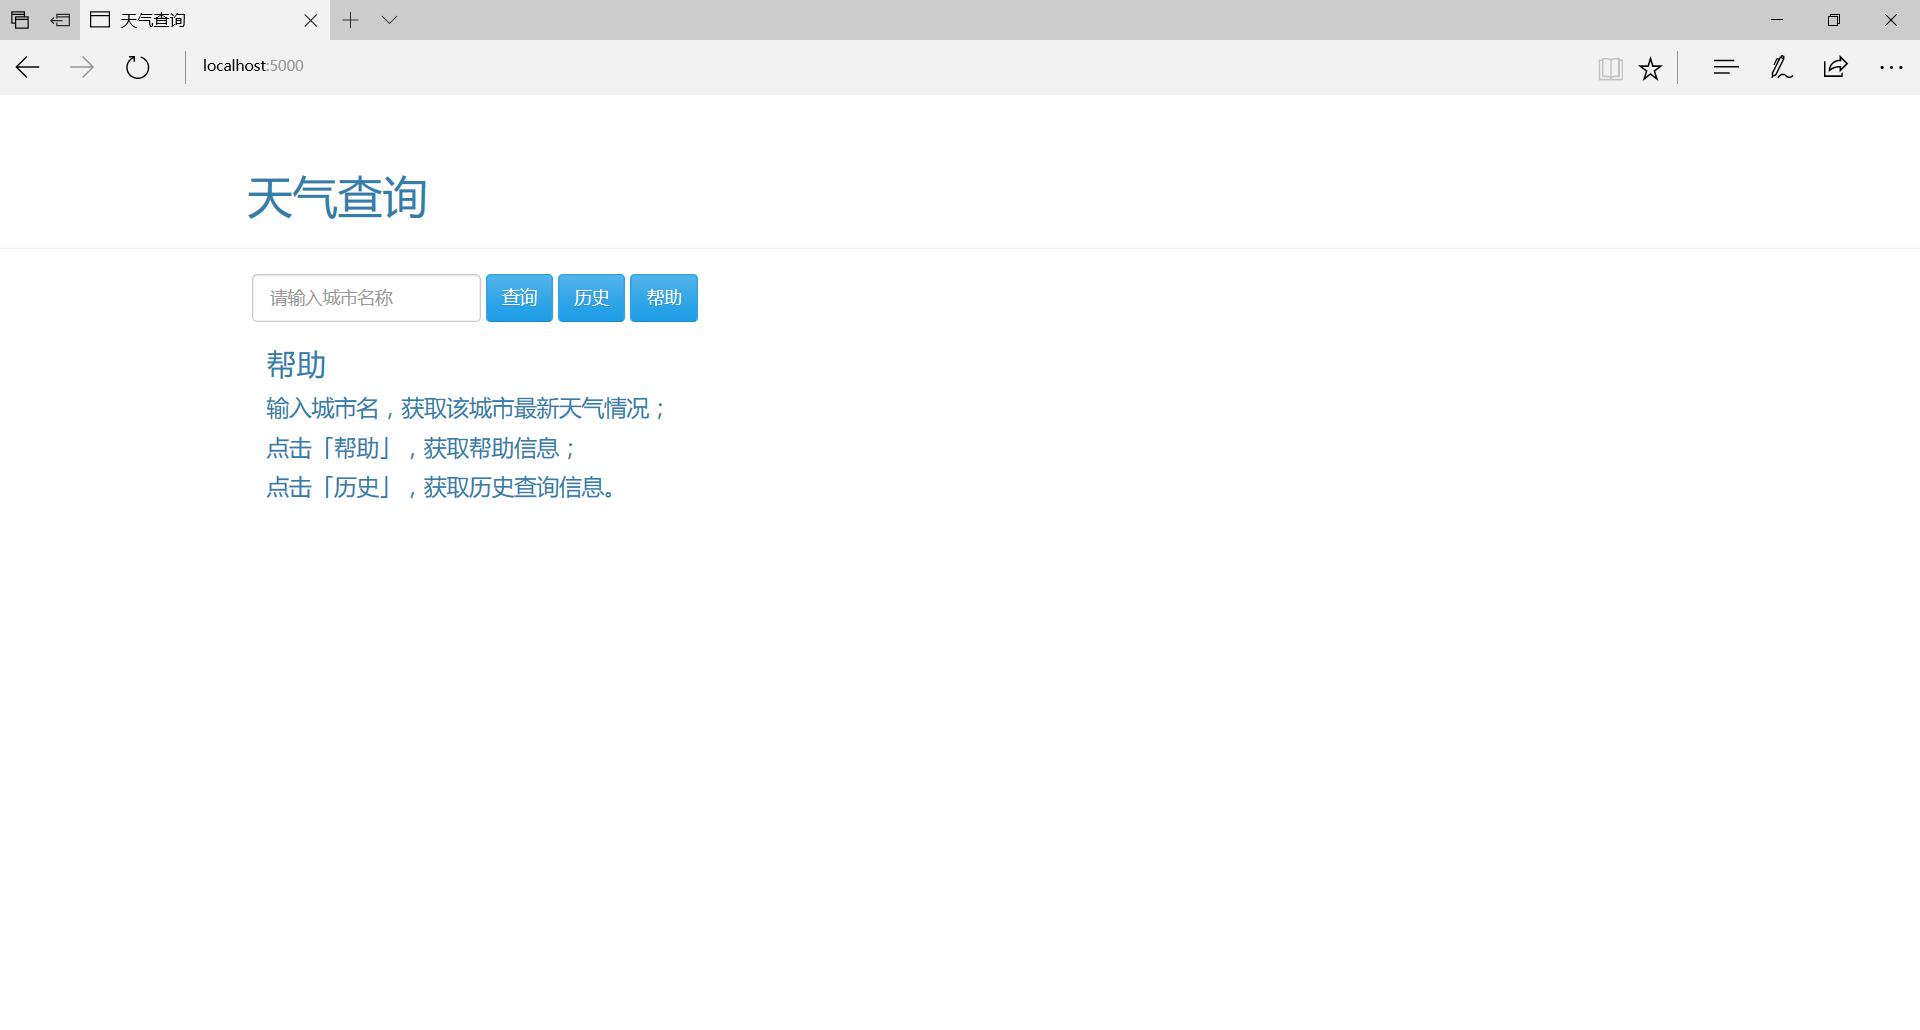 天气查询
localhost:5000
天气查询
请输入城市名称 查询 历史 帮助
帮助
输入城市名，获取该城市最新天气情况；
点击「帮助」，获取帮助信息；
点击「历史」，获取历史查询信息。